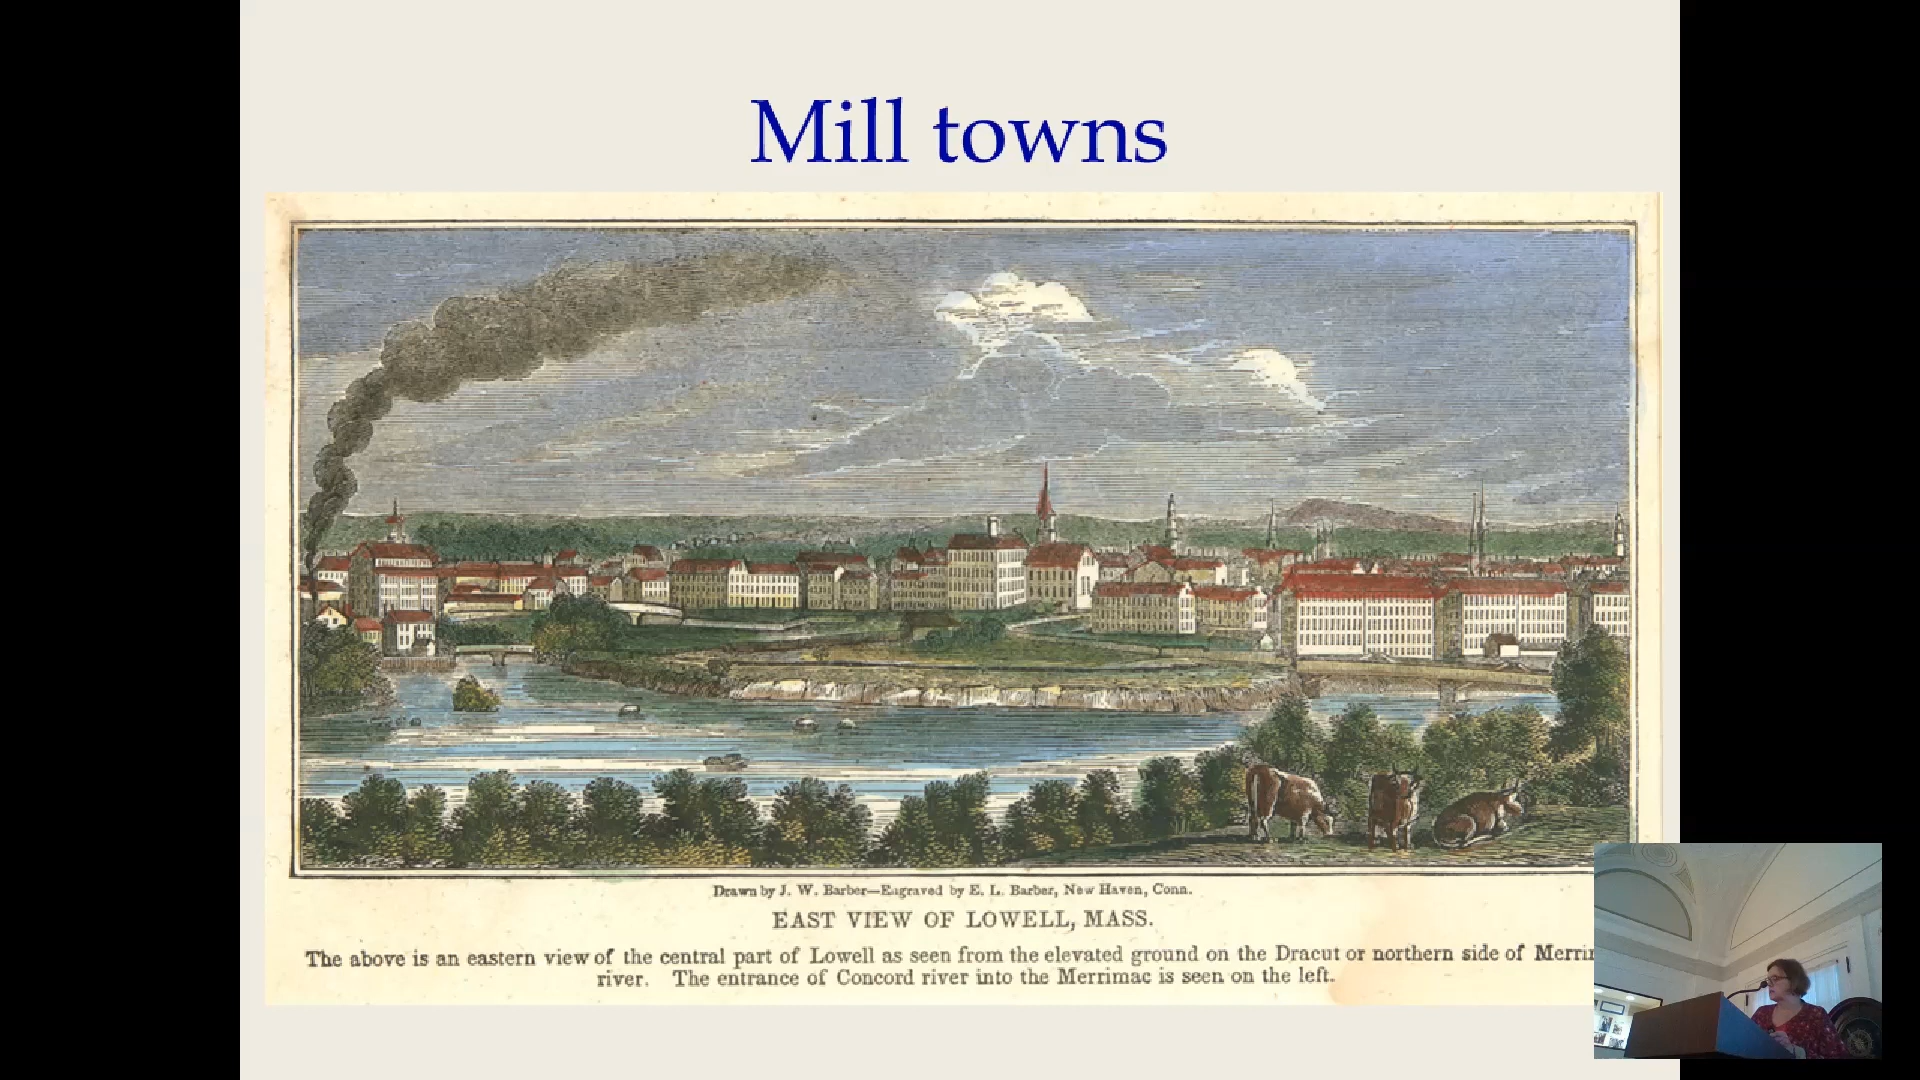 Mill towns
Drawn by J. W. Barber—Engraved by E. L. Barber, New Haven, Conn.
EAST VIEW OF LOWELL, MASS.
The above is an eastern view of the central part of Lowell as seen from the elevated ground on the Dracut or northern side of Merri
river. The entrance of Concord river into the Merrimac is seen on the left.